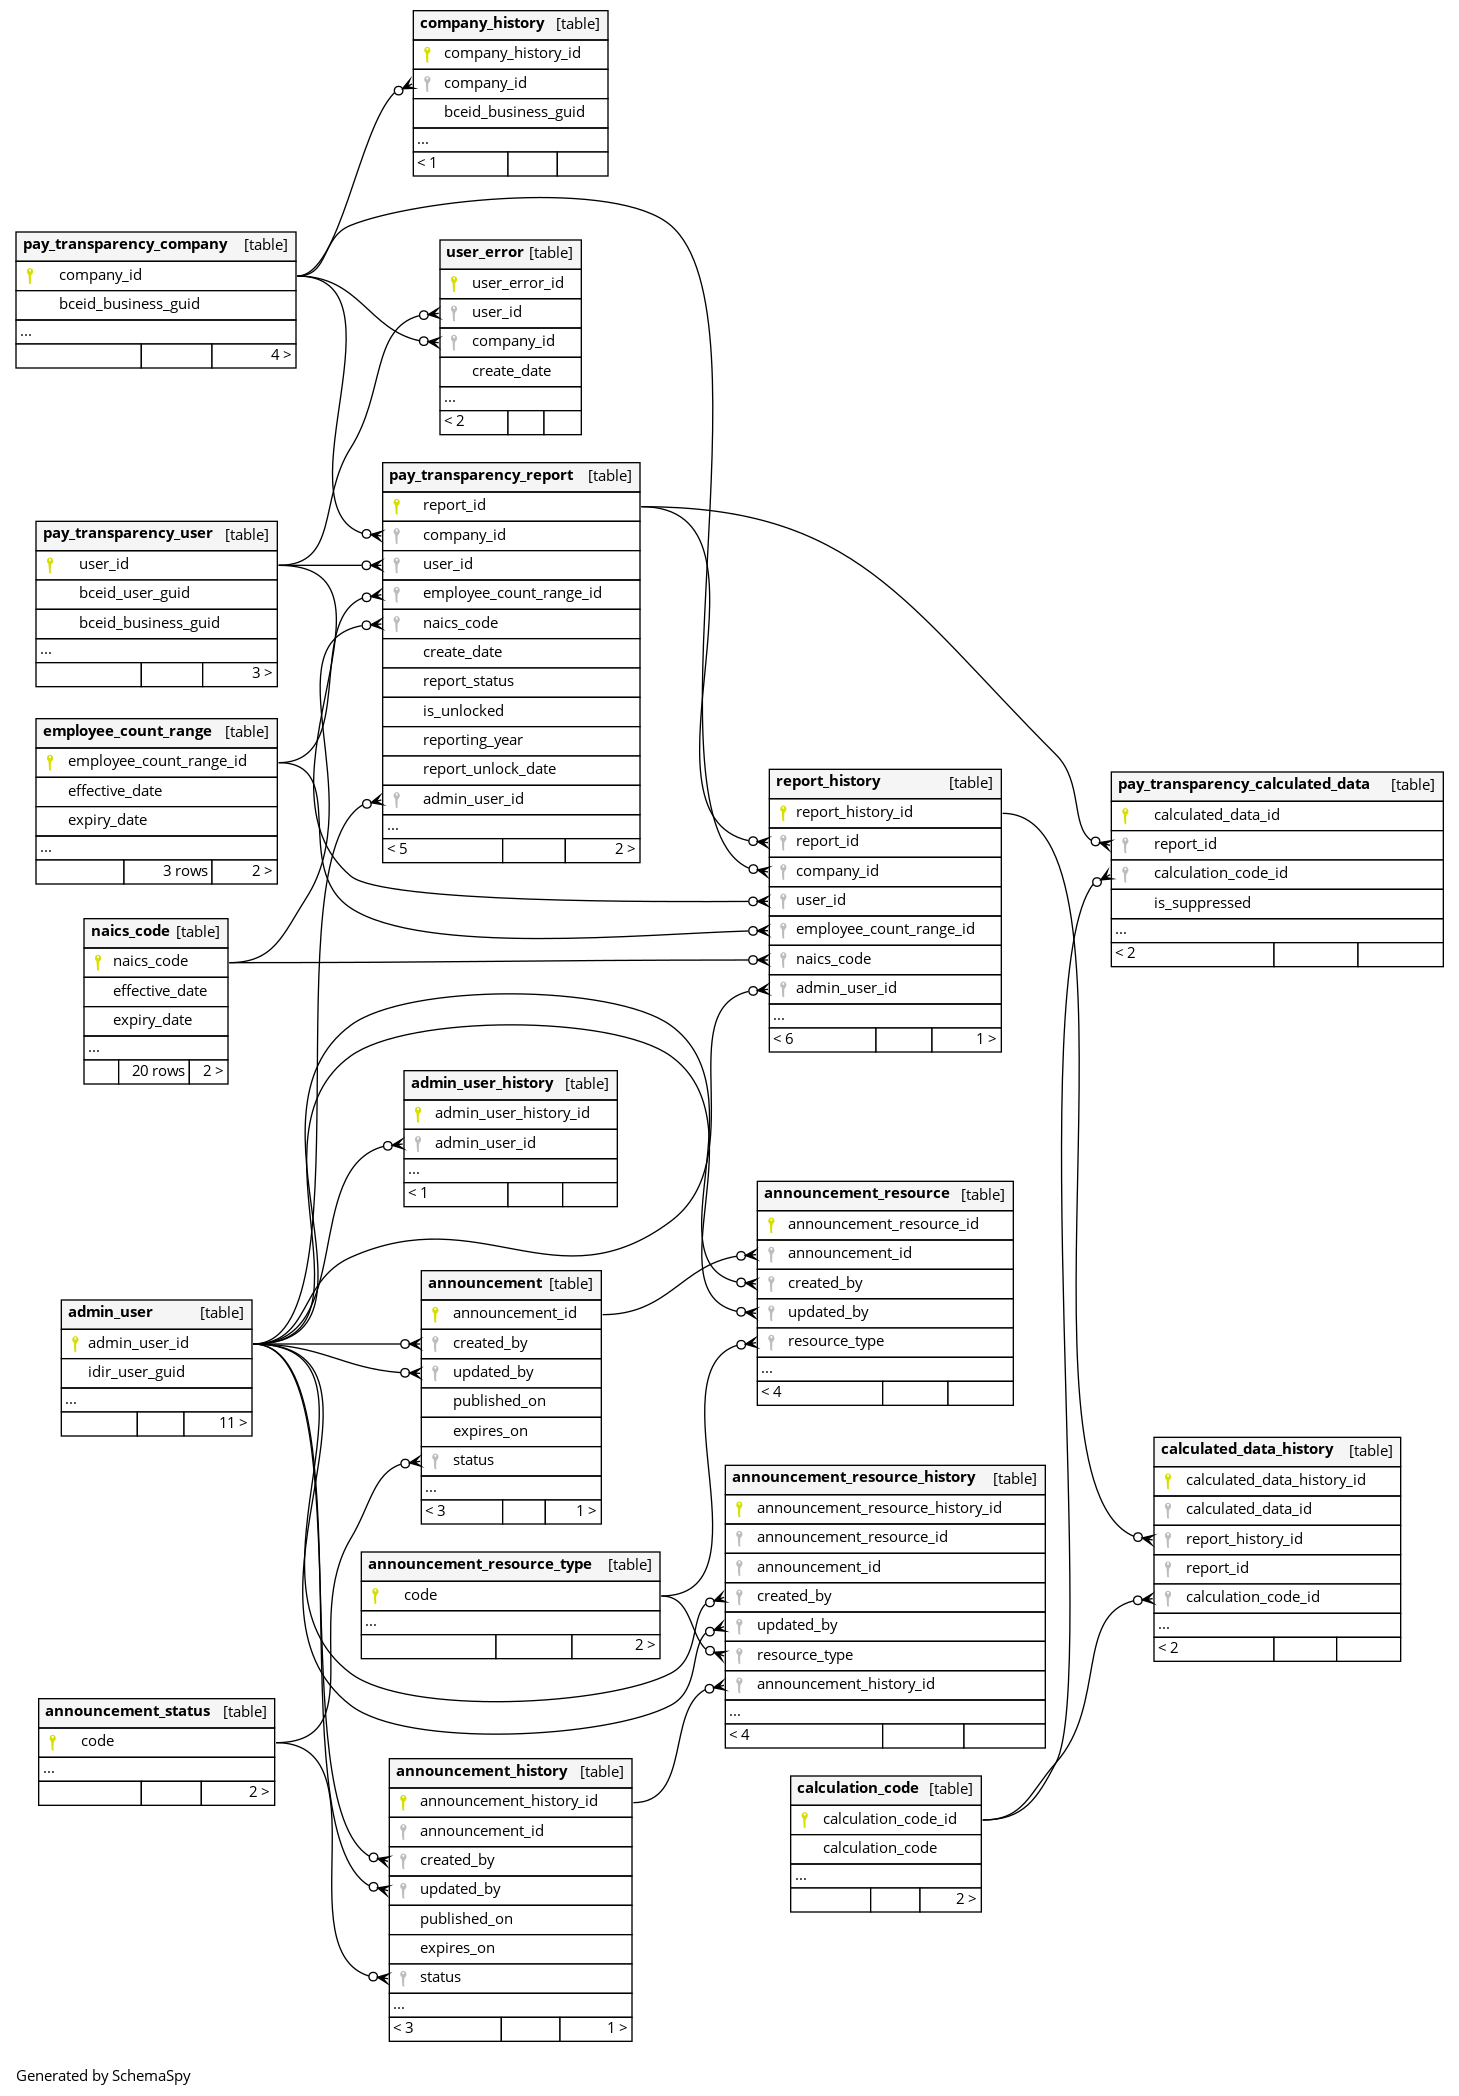 company_history [table]
company_history_id
company_id
bceid_business_guid
...
< 1
pay_transparency_company [table]
company_id
bceid_business_guid
...
4 >
user_error [table]
user_error_id
user_id
company_id
create_date
...
< 2
pay_transparency_report [table]
report_id
company_id
user_id
employee_count_range_id
naics_code
create_date
report_status
is_unlocked
reporting_year
report_unlock_date
admin_user_id
...
< 5 2 >
pay_transparency_user [table]
user_id
bceid_user_guid
bceid_business_guid
...
3 >
employee_count_range [table]
employee_count_range_id
effective_date
expiry_date
...
3 rows 2 >
report_history [table]
report_history_id
report_id
company_id
user_id
employee_count_range_id
naics_code
admin_user_id
...
< 6 1 >
pay_transparency_calculated_data [table]
calculated_data_id
report_id
calculation_code_id
is_suppressed
...
< 2
naics_code [table]
naics_code
effective_date
expiry_date
...
20 rows 2 >
admin_user_history [table]
admin_user_history_id
admin_user_id
...
< 1
announcement_resource [table]
announcement_resource_id
announcement_id
created_by
updated_by
resource_type
...
< 4
admin_user [table]
admin_user_id
idir_user_guid
...
11 >
announcement [table]
announcement_id
created_by
updated_by
published_on
expires_on
status
...
< 3 1 >
calculated_data_history [table]
calculated_data_history_id
calculated_data_id
report_history_id
report_id
calculation_code_id
...
< 2
announcement_resource_history [table]
announcement_resource_history_id
announcement_resource_id
announcement_id
created_by
updated_by
resource_type
announcement_history_id
...
< 4
announcement_resource_type [table]
code
...
2 >
announcement_status [table]
code
...
2 >
announcement_history [table]
announcement_history_id
announcement_id
created_by
updated_by
published_on
expires_on
status
...
< 3 1 >
calculation_code [table]
calculation_code_id
calculation_code
...
2 >
Generated by SchemaSpy